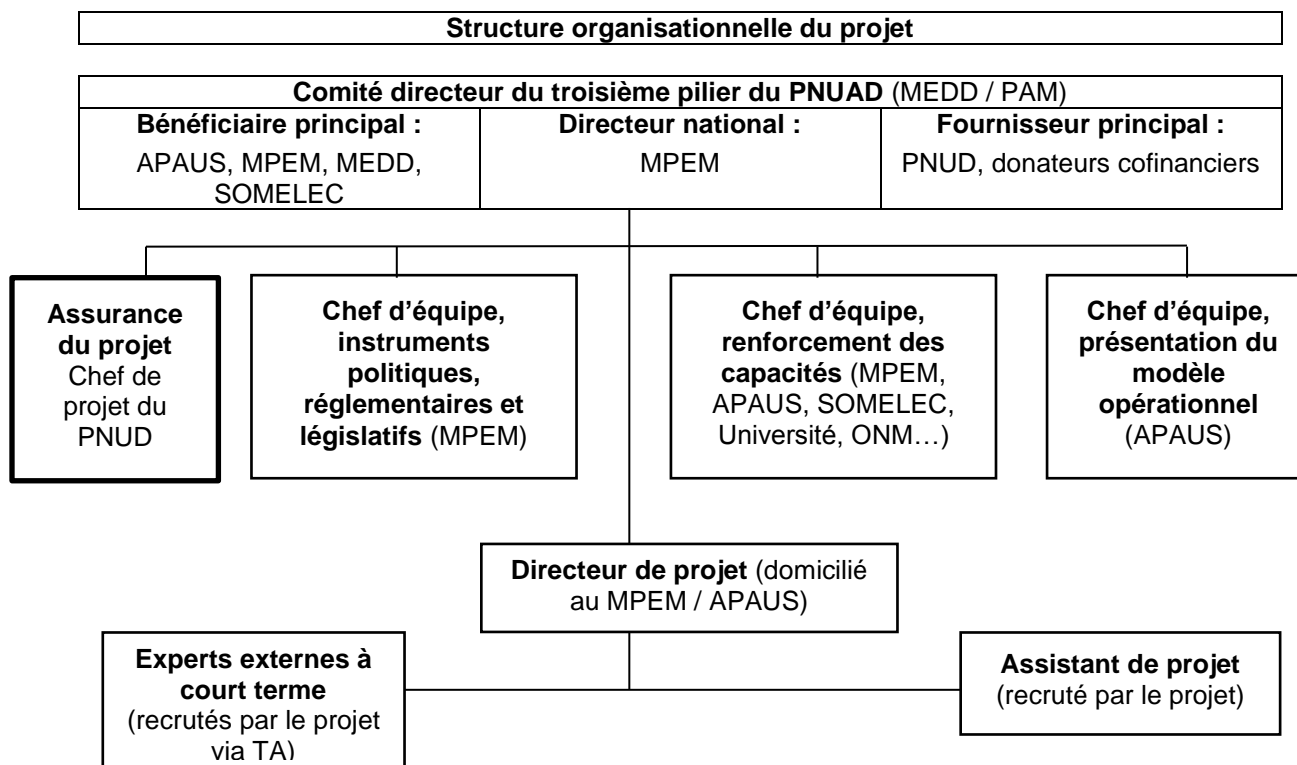 Structure organisationnelle du projet
Comité directeur du troisième pilier du PNUAD (MEDD / PAM)
Bénéficiaire principal :
APAUS, MPEM, MEDD,
SOMELEC
Directeur national :
MPEM
Fournisseur principal :
PNUD, donateurs cofinanciers
Assurance
du projet
Chef de
projet du
PNUD
Chef d'équipe,
instruments
politiques,
réglementaires et
législatifs (MPEM)
Chef d'équipe,
renforcement des
capacités (MPEM,
APAUS, SOMELEC,
Université, ONM…)
Chef d'équipe,
présentation du
modèle
opérationnel
(APAUS)
Directeur de projet (domicilié
au MPEM / APAUS)
Experts externes à
court terme
(recrutés par le projet
via TA)
Assistant de projet
(recruté par le projet)